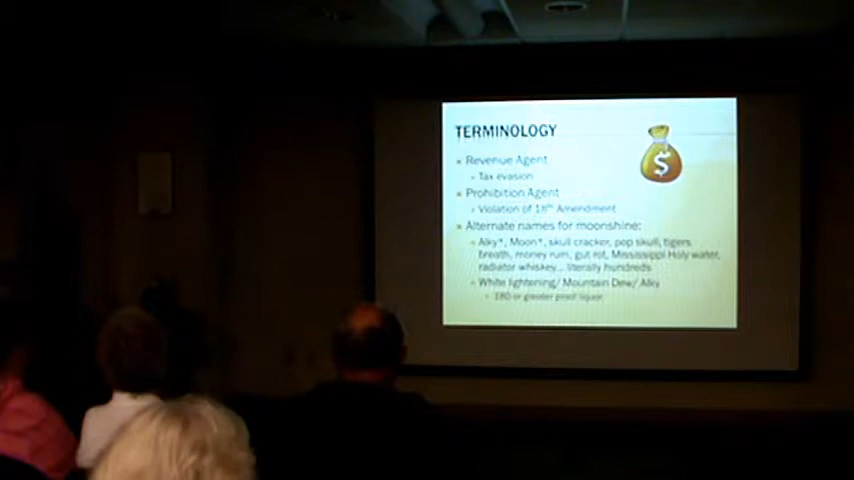 TERMINOLOGY
Revenue Agent
Tax evasion
Prohibition Agent
Violation of 18th Amendment
Alternate names for moonshine:
Alky*, Moon*, skull cracker, pop skull, tigers
breath, money rum, gut rot, Mississippi Holy water,
radiator whiskey... literally hundreds
White lightening/ Mountain Dew/ Alky
180 or greater proof liquor
$